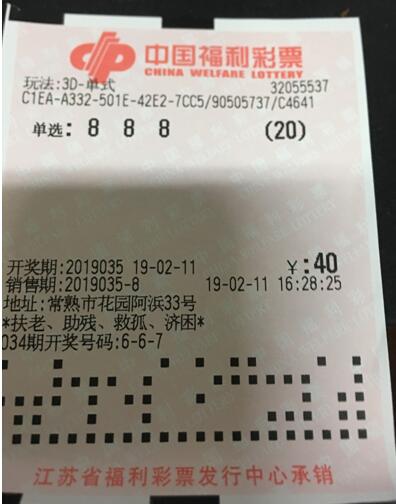 中国福利彩票
CHINA WELFARE LOTTERY
玩法:3D-单式 32055537
C1EA-A332-501E-42E2-7CC5/90505737/C4641
单选: 8 8 8 (20)
开奖期:2019035 19-02-11 ￥:40
销售期:2019035-8 19-02-11 16:28:25
地址:常熟市花园阿浜33号
*扶老、助残、救孤、济困*
034期开奖号码:6-6-7
江苏省福利彩票发行中心承销